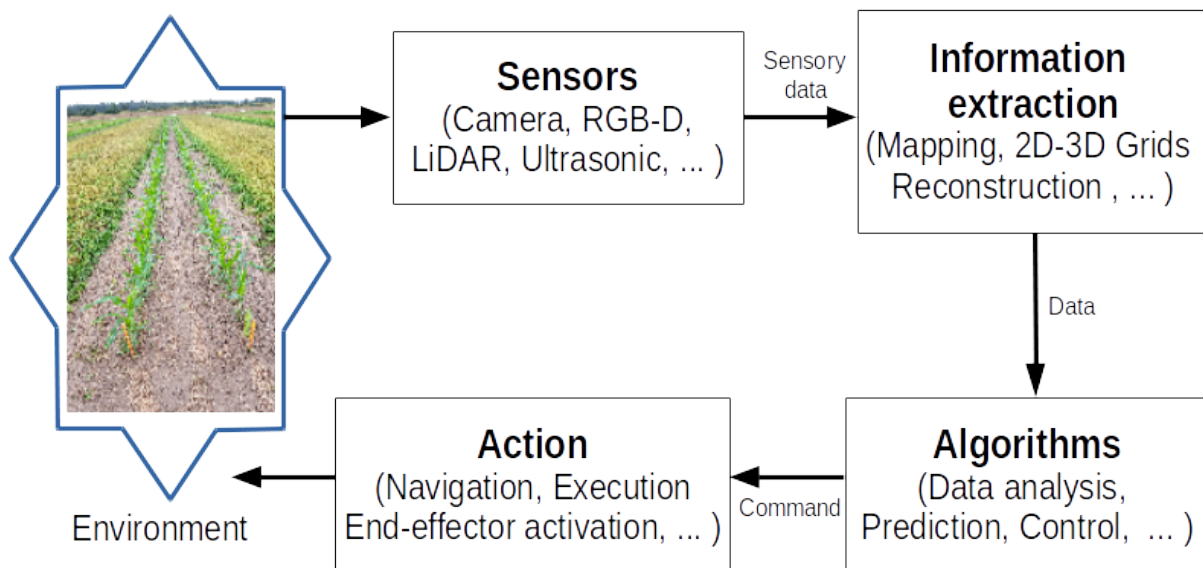 Sensors
(Camera, RGB-D,
LiDAR, Ultrasonic, ... )
Sensory
data
Information
extraction
(Mapping, 2D-3D Grids
Reconstruction , ... )
Data
Algorithms
(Data analysis,
Prediction, Control,  ... )
Command
Action
(Navigation, Execution
End-effector activation, ... )
Environment